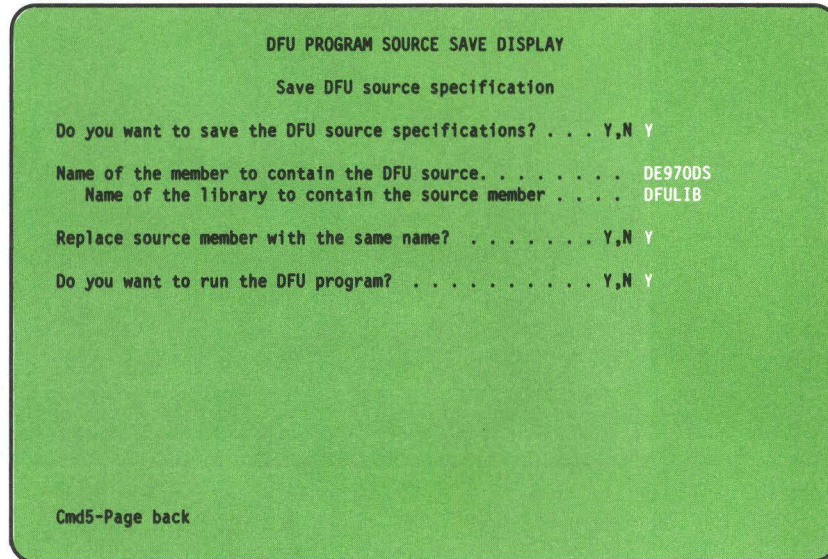 DFU PROGRAM SOURCE SAVE DISPLAY
Save DFU source specification
Do you want to save the DFU source specifications? . . . Y,N Y
Name of the member to contain the DFU source. . . . . . . . DE970DS
Name of the library to contain the source member . . . . DFULIB
Replace source member with the same name? . . . . . . . Y,N Y
Do you want to run the DFU program? . . . . . . . . . . Y,N Y
Cmd5-Page back